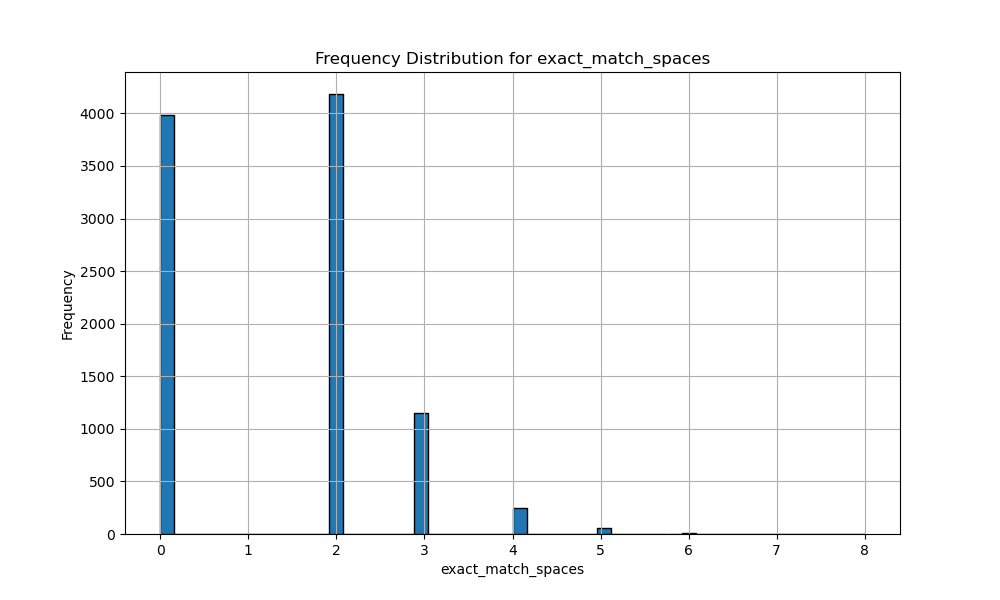 Frequency Distribution for exact_match_spaces
4000
3500
3000
2500
2000
1500
1000
500
0
Frequency
0 1 2 3 4 5 6 7 8
exact_match_spaces